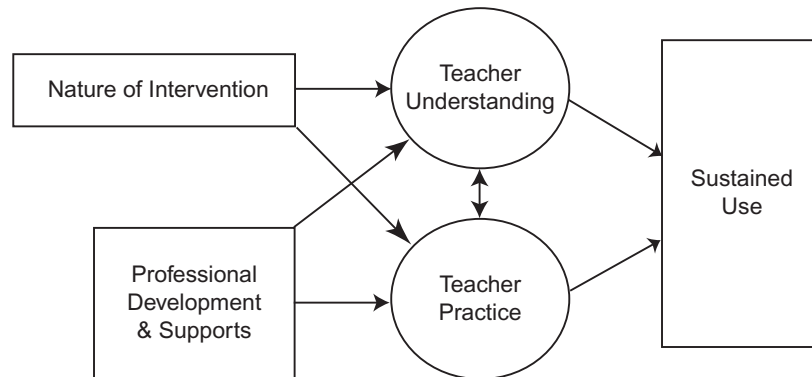 Nature of Intervention
Teacher
Understanding
Professional
Development
& Supports
Teacher
Practice
Sustained
Use